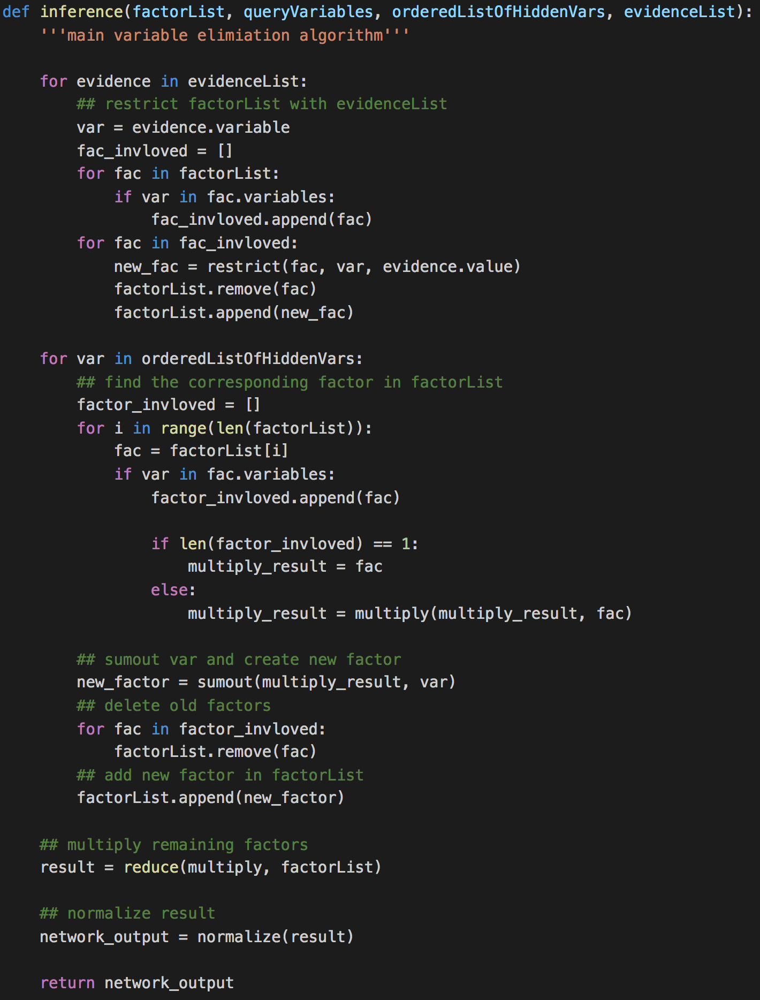 def inference(factorList, queryVariables, orderedListOfHiddenVars, evidenceList):
    '''main variable elimiation algorithm'''

    for evidence in evidenceList:
        ## restrict factorList with evidenceList
        var = evidence.variable
        fac_invloved = []
        for fac in factorList:
            if var in fac.variables:
                fac_invloved.append(fac)
        for fac in fac_invloved:
            new_fac = restrict(fac, var, evidence.value)
            factorList.remove(fac)
            factorList.append(new_fac)

    for var in orderedListOfHiddenVars:
        ## find the corresponding factor in factorList
        factor_invloved = []
        for i in range(len(factorList)):
            fac = factorList[i]
            if var in fac.variables:
                factor_invloved.append(fac)

                if len(factor_invloved) == 1:
                    multiply_result = fac
                else:
                    multiply_result = multiply(multiply_result, fac)

        ## sumout var and create new factor
        new_factor = sumout(multiply_result, var)
        ## delete old factors
        for fac in factor_invloved:
            factorList.remove(fac)
        ## add new factor in factorList
        factorList.append(new_factor)

    ## multiply remaining factors
    result = reduce(multiply, factorList)

    ## normalize result
    network_output = normalize(result)

    return network_output